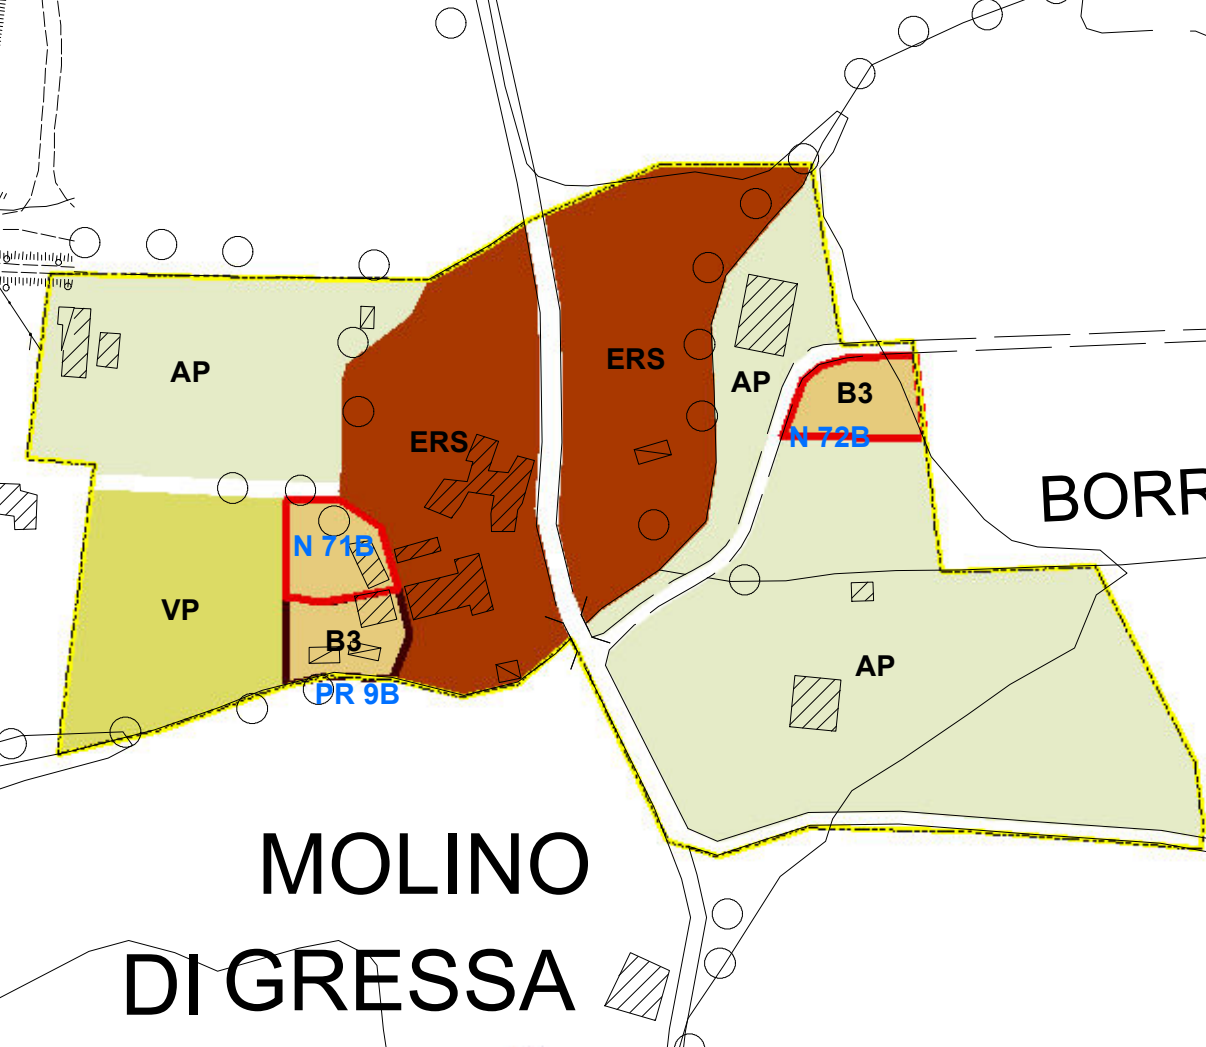 ERS
AP
AP
B3
ERS
N 72B
BORR
N 71B
VP
B3
AP
PR 9B
MOLINO
DI GRESSA